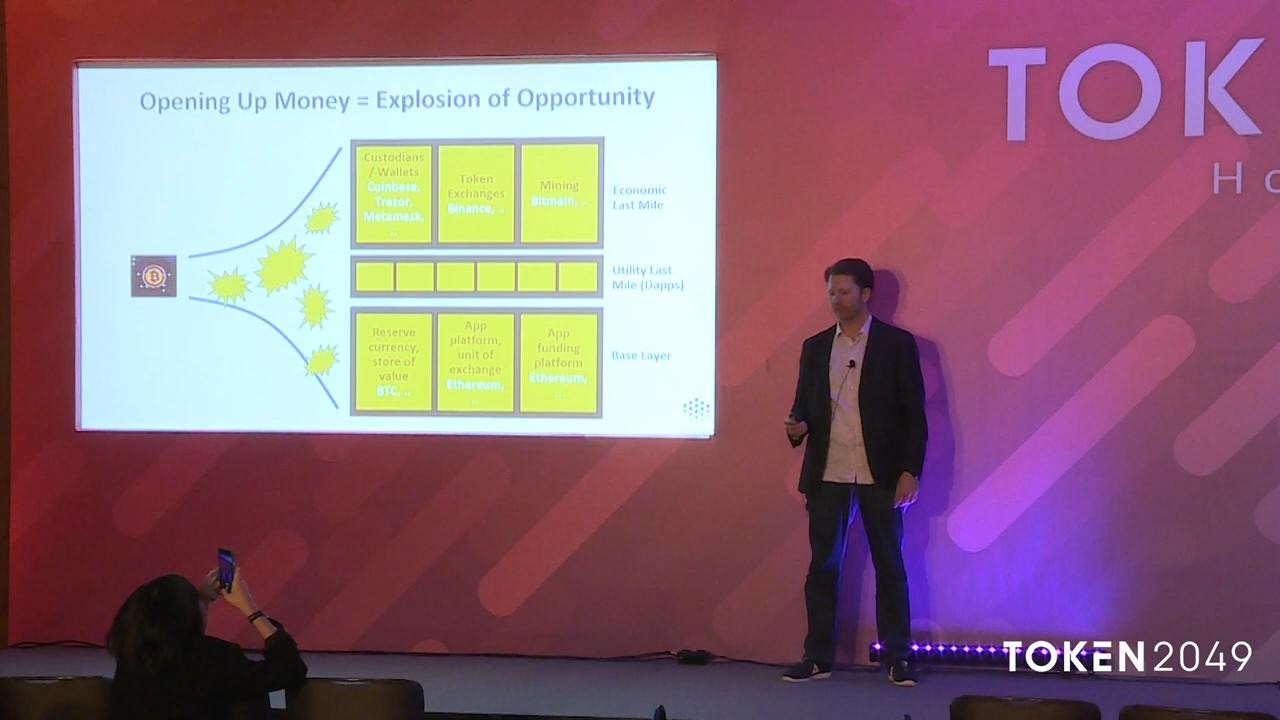 Opening Up Money = Explosion of Opportunity
Custodians
/ Wallets
Coinbase,
Trezor,
Metamask,
..
Token
Exchanges
Binance, ..
Mining
Bitmain, ..
Economic
Last Mile
Utility Last
Mile (Dapps)
Reserve
currency,
store of
value
BTC, ..
App
platform,
unit of
exchange
Ethereum,
..
App
funding
platform
Ethereum,
..
Base Layer
TOK
Ho
TOKEN2049